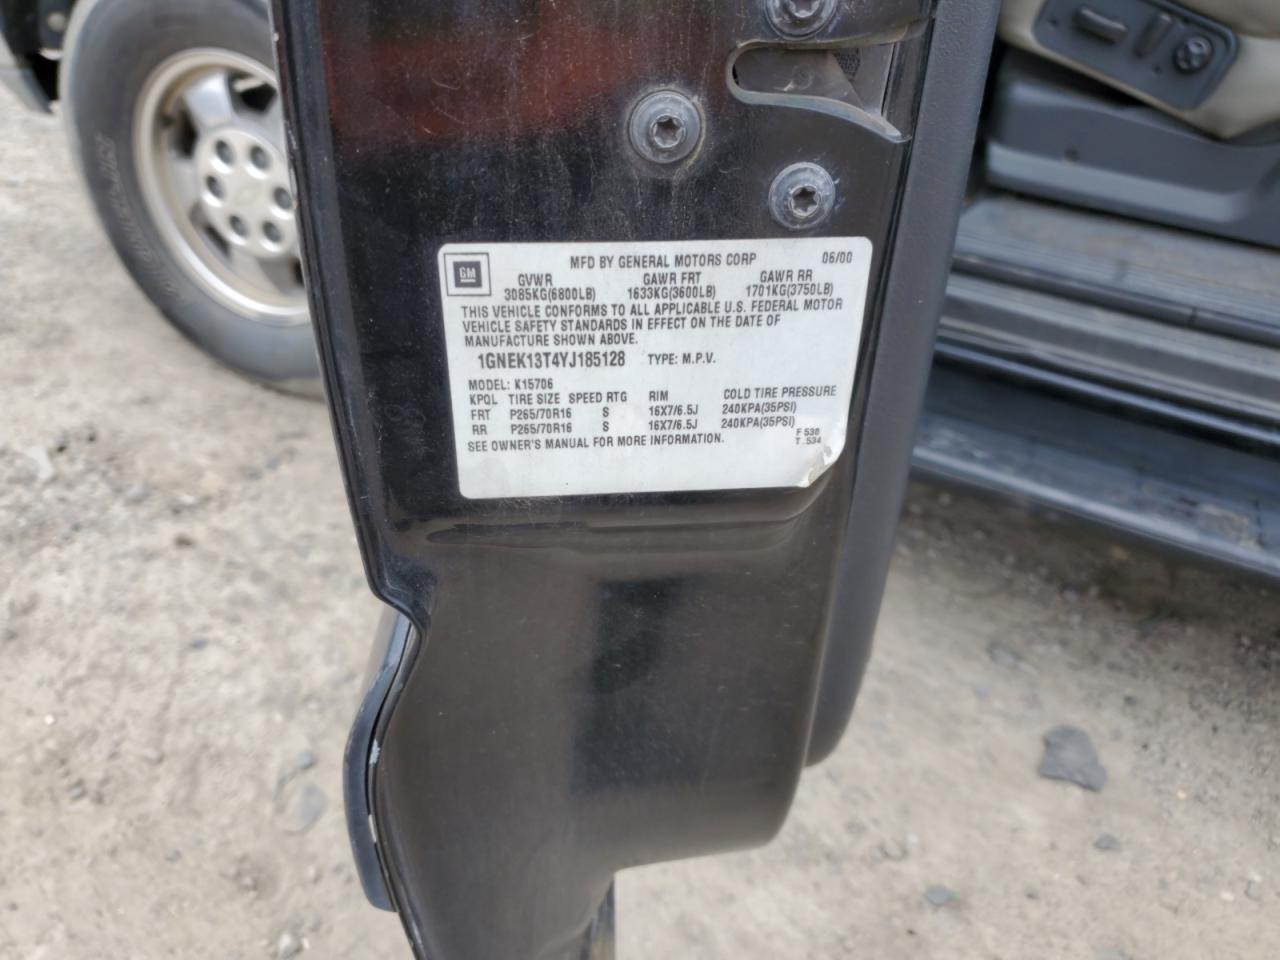 GM
MFD BY GENERAL MOTORS CORP 06/00
GVWR GAWR FRT GAWR RR
3085KG(6800LB) 1633KG(3600LB) 1701KG(3750LB)
THIS VEHICLE CONFORMS TO ALL APPLICABLE U.S. FEDERAL MOTOR
VEHICLE SAFETY STANDARDS IN EFFECT ON THE DATE OF
MANUFACTURE SHOWN ABOVE.
1GNEK13T4YJ185128 TYPE: M.P.V.
MODEL: K15706
KPQL TIRE SIZE SPEED RTG RIM COLD TIRE PRESSURE
FRT P265/70R16 S 16X7/6.5J 240KPA(35PSI)
RR P265/70R16 S 16X7/6.5J 240KPA(35PSI)
SEE OWNER'S MANUAL FOR MORE INFORMATION.
F 530
T .534